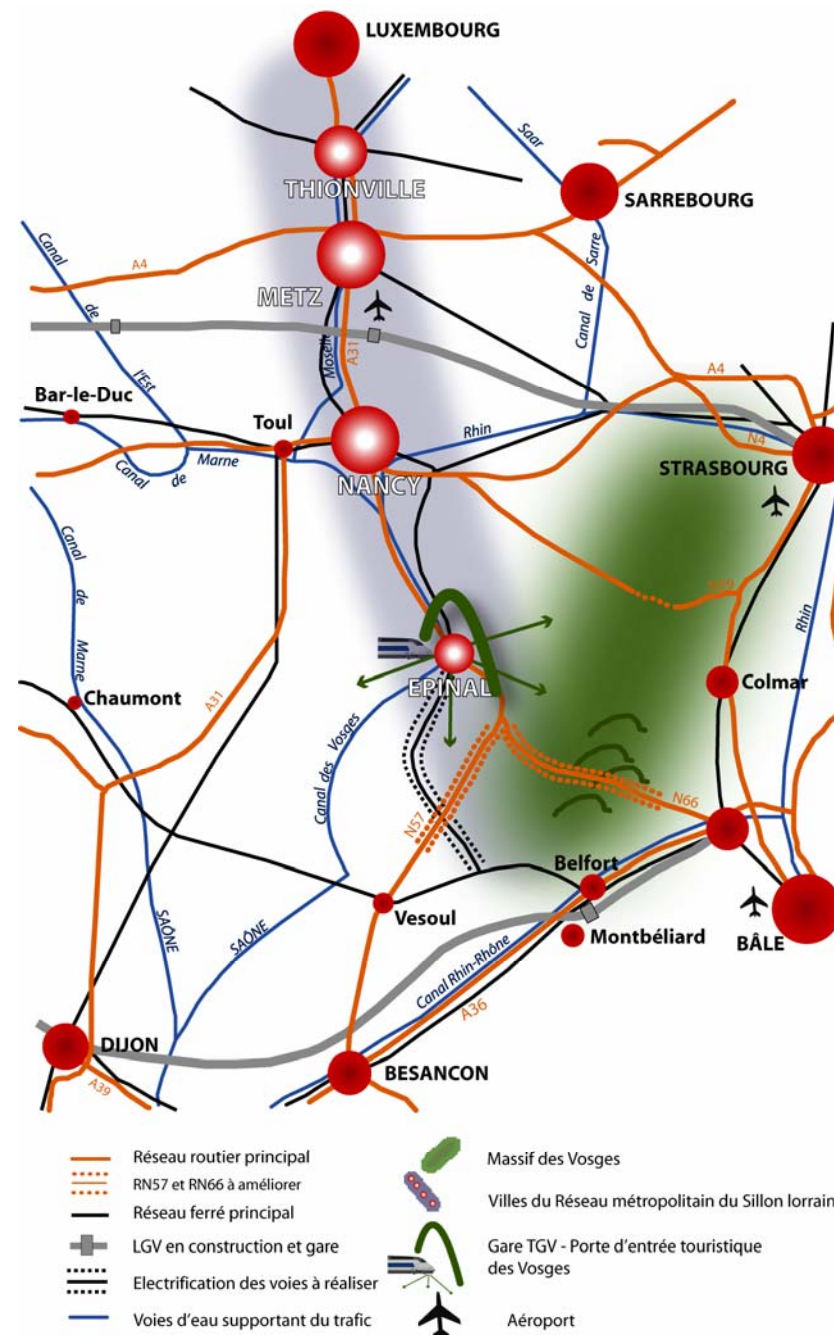 LUXEMBOURG
THIONVILLE
Saar
SARREBOURG
Canal
de
l'Est
A4
METZ
Canal de Sarre
Moselle
A31
A4
Bar-le-Duc
Toul
Rhin
N4
Canal
de
Marne
NANCY
STRASBOURG
Canal
de
Marne
N59
Rhin
EPINAL
Colmar
Chaumont
A31
Canal des Vosges
N57
N66
Belfort
SAÔNE
SAÔNE
Vesoul
Montbéliard
BÂLE
Canal Rhin-Rhône
A36
DIJON
A39
BESANCON
Réseau routier principal
RN57 et RN66 à améliorer
Réseau ferré principal
LGV en construction et gare
Electrification des voies à réaliser
Voies d'eau supportant du trafic
Massif des Vosges
Villes du Réseau métropolitain du Sillon lorrain
Gare TGV - Porte d'entrée touristique
des Vosges
Aéroport